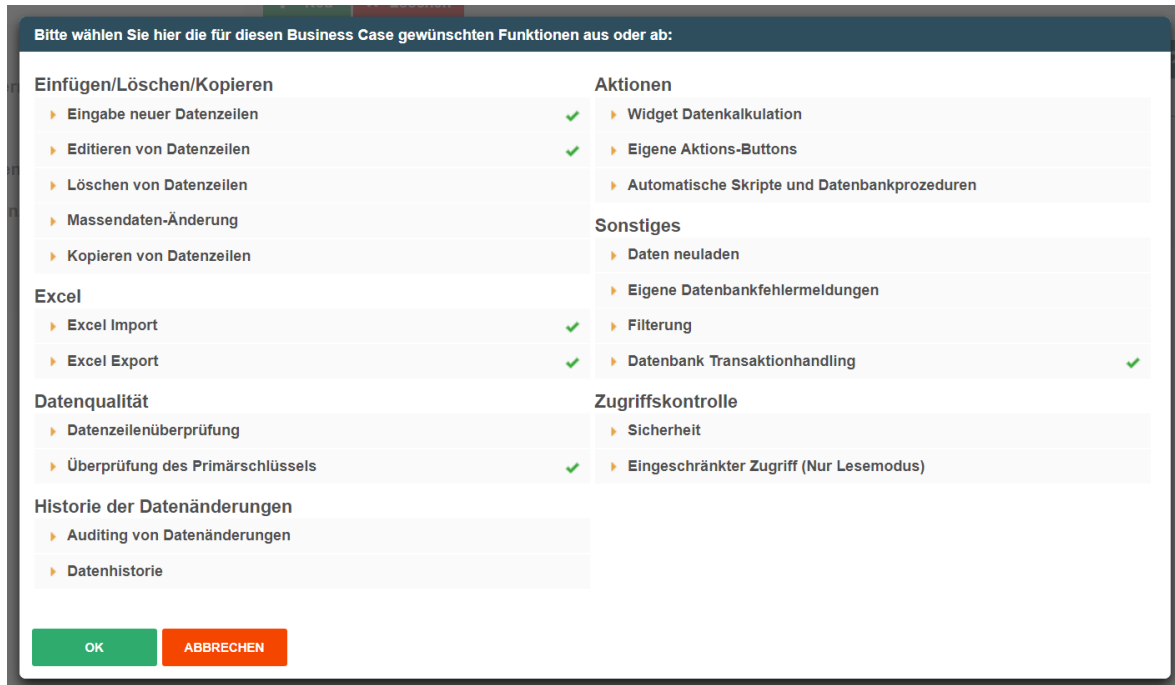 Bitte wählen Sie hier die für diesen Business Case gewünschten Funktionen aus oder ab:
Einfügen/Löschen/Kopieren
Eingabe neuer Datenzeilen
Editieren von Datenzeilen
Löschen von Datenzeilen
Massendaten-Änderung
Kopieren von Datenzeilen
Excel
Excel Import
Excel Export
Datenqualität
Datenzeilenüberprüfung
Überprüfung des Primärschlüssels
Historie der Datenänderungen
Auditing von Datenänderungen
Datenhistorie
Aktionen
Widget Datenkalkulation
Eigene Aktions-Buttons
Automatische Skripte und Datenbankprozeduren
Sonstiges
Daten neuladen
Eigene Datenbankfehlermeldungen
Filterung
Datenbank Transaktionhandling
Zugriffskontrolle
Sicherheit
Eingeschränkter Zugriff (Nur Lesemodus)
OK
ABBRECHEN